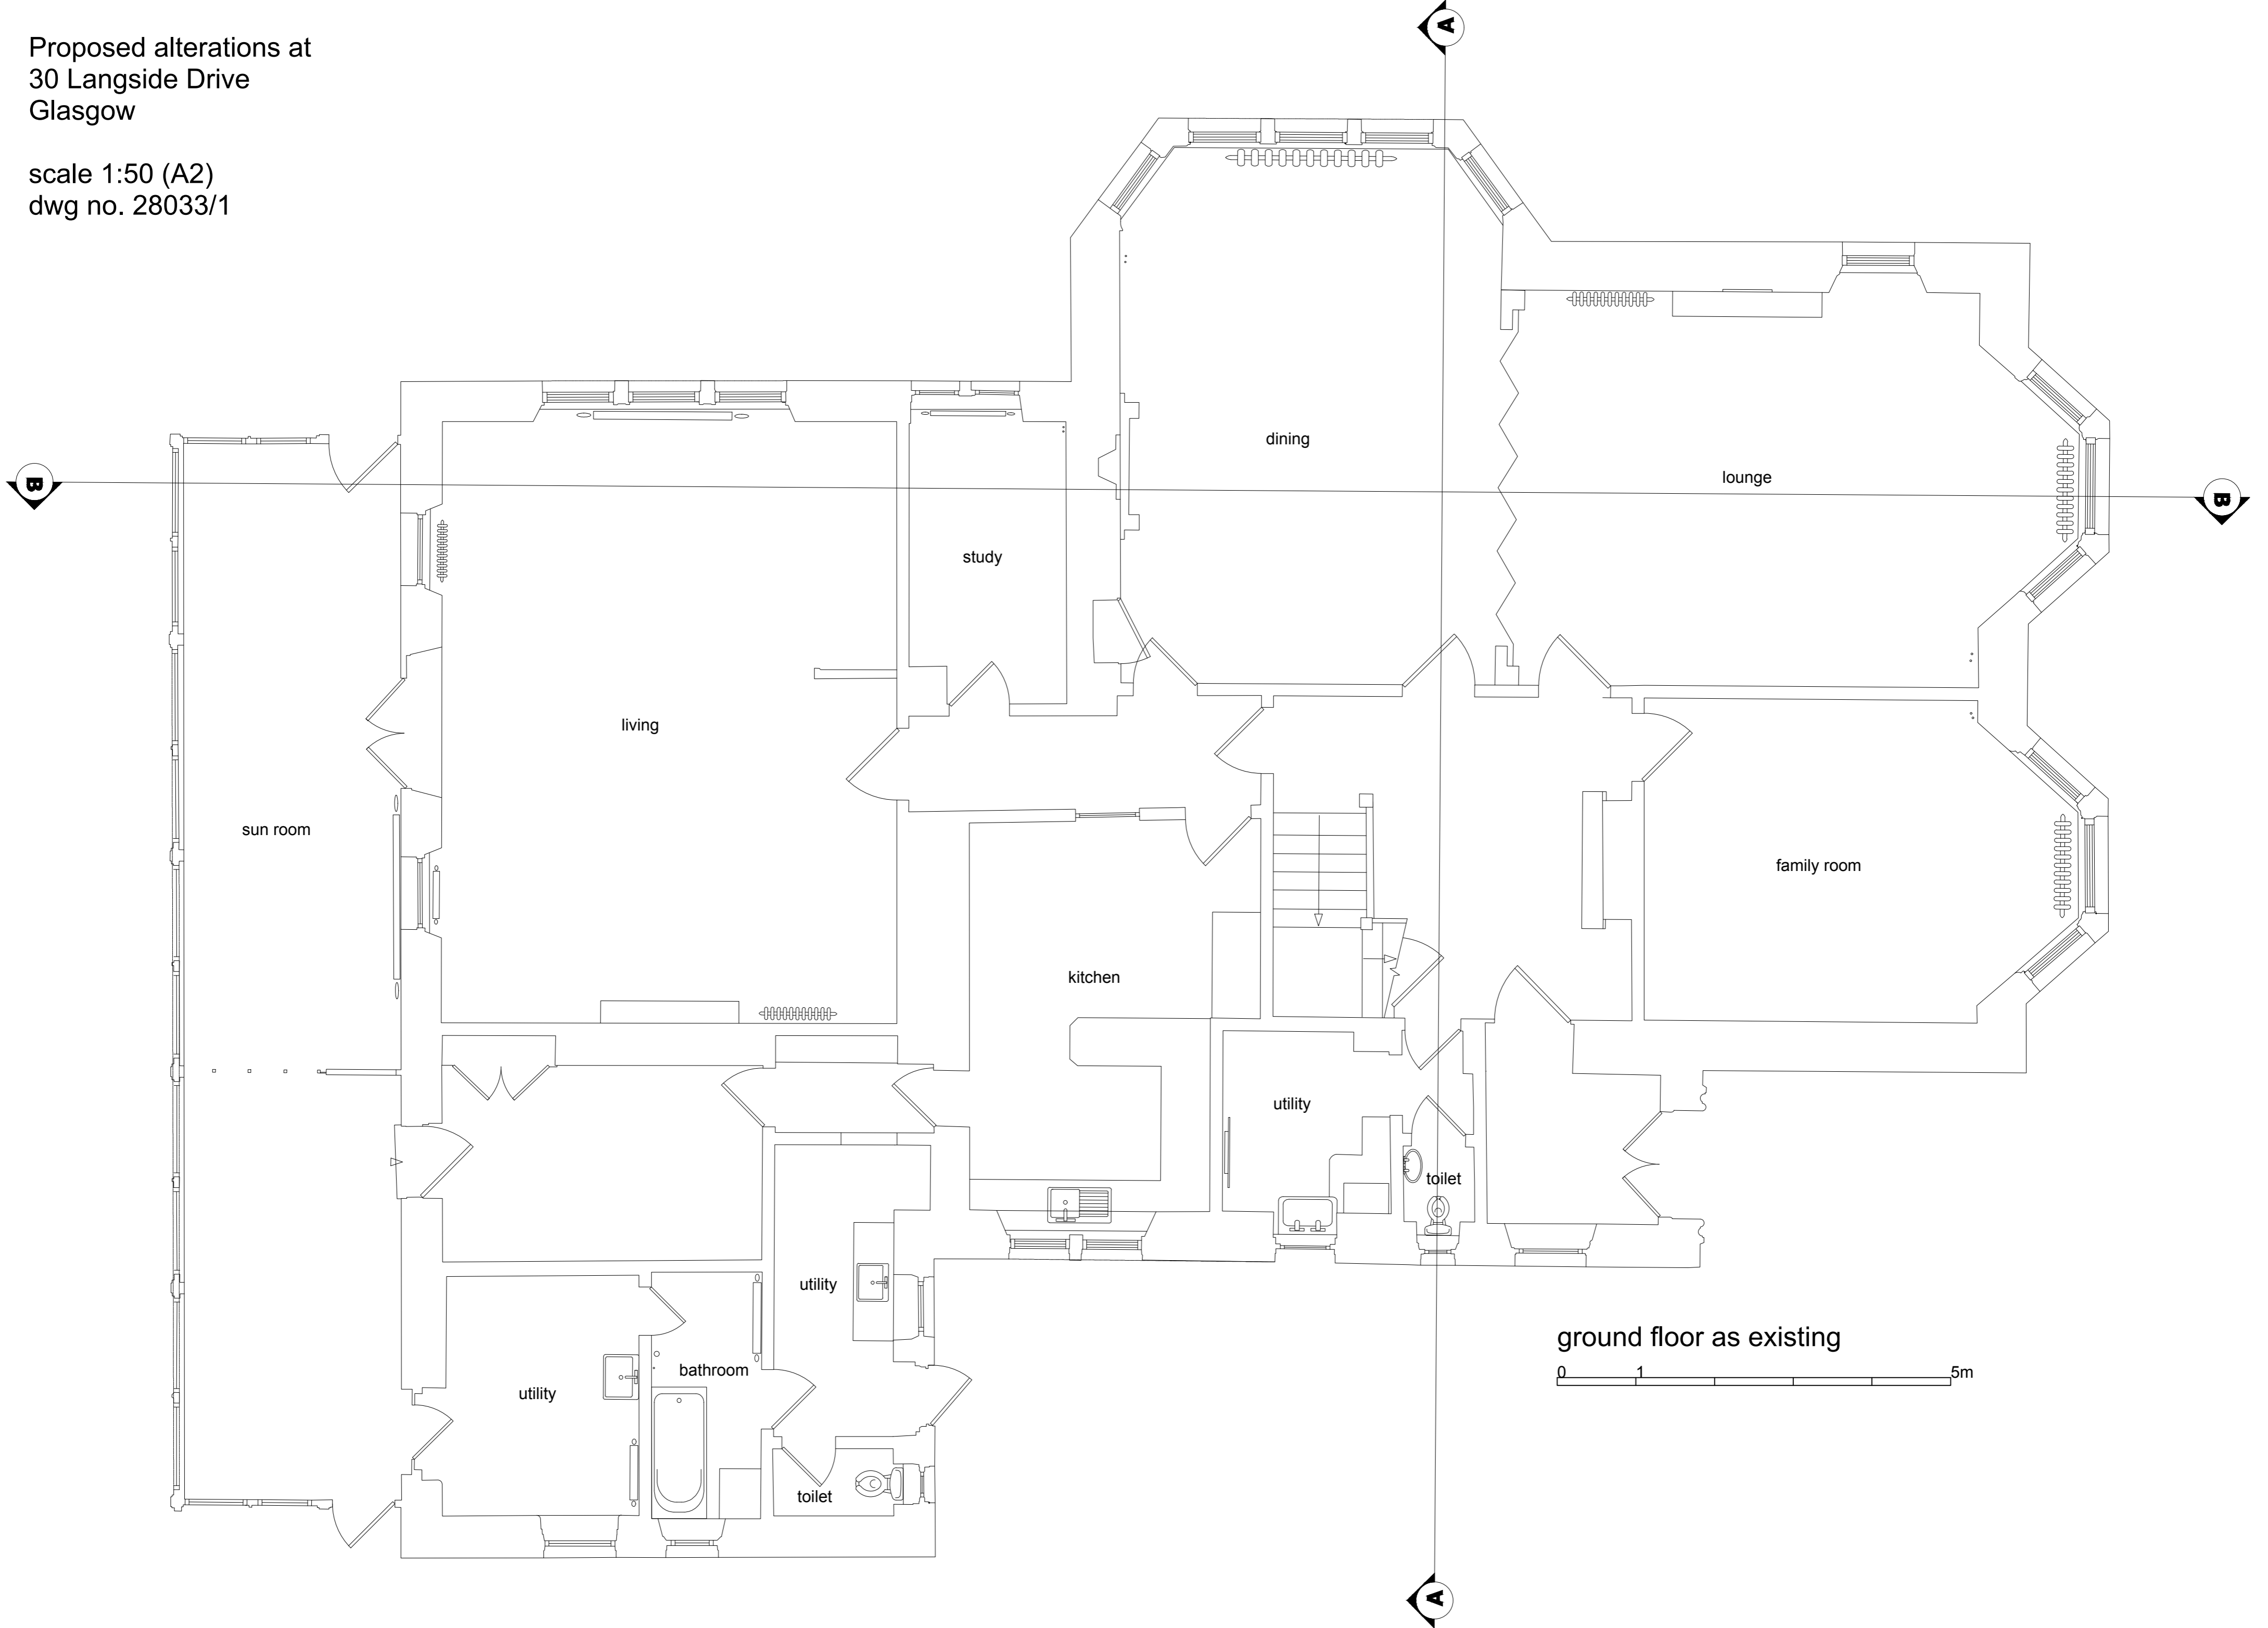 Proposed alterations at
30 Langside Drive
Glasgow
scale 1:50 (A2)
dwg no. 28033/1
A
dining
lounge
B
B
study
living
sun room
family room
kitchen
utility
toilet
utility
bathroom
utility
toilet
ground floor as existing
0 1 5m
A